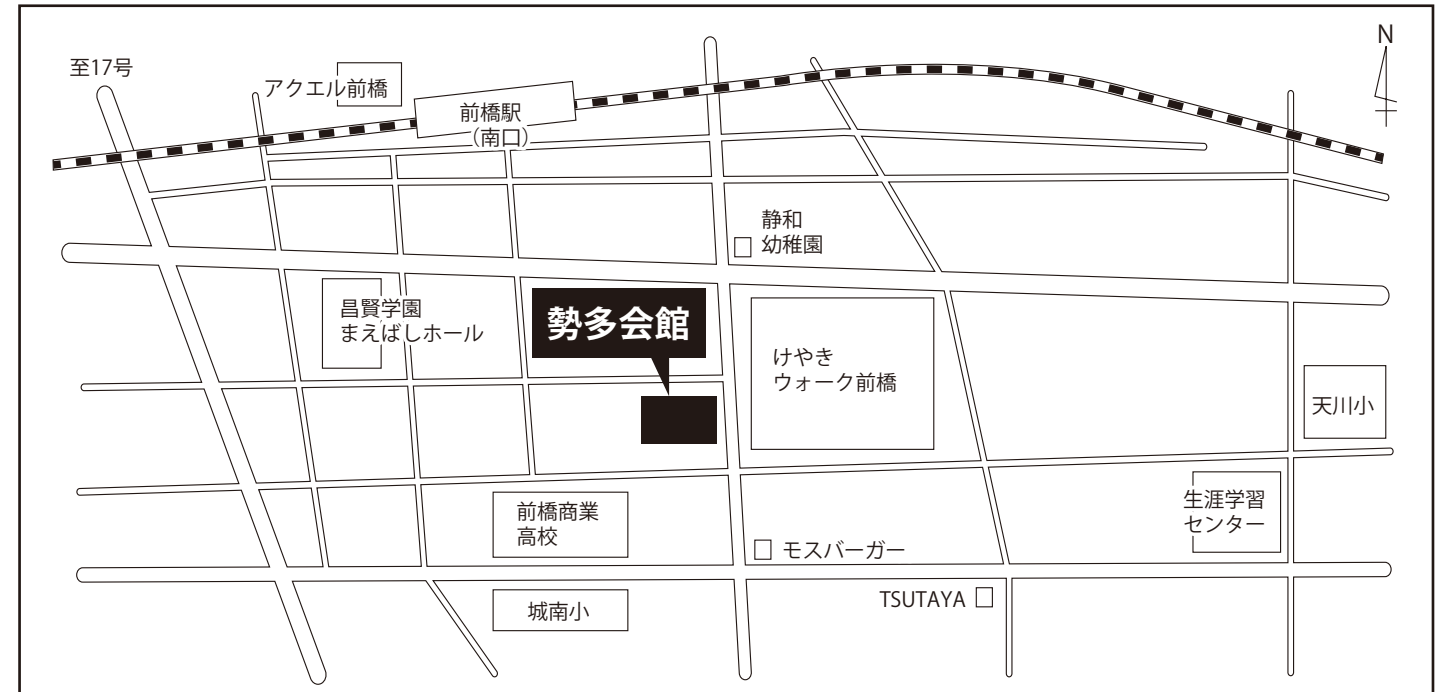 N
至17号
アクエル前橋
前橋駅
(南口)
静和
幼稚園
昌賢学園
まえばしホール
勢多会館
けやき
ウォーク前橋
天川小
前橋商業
高校
生涯学習
センター
モスバーガー
城南小
TSUTAYA